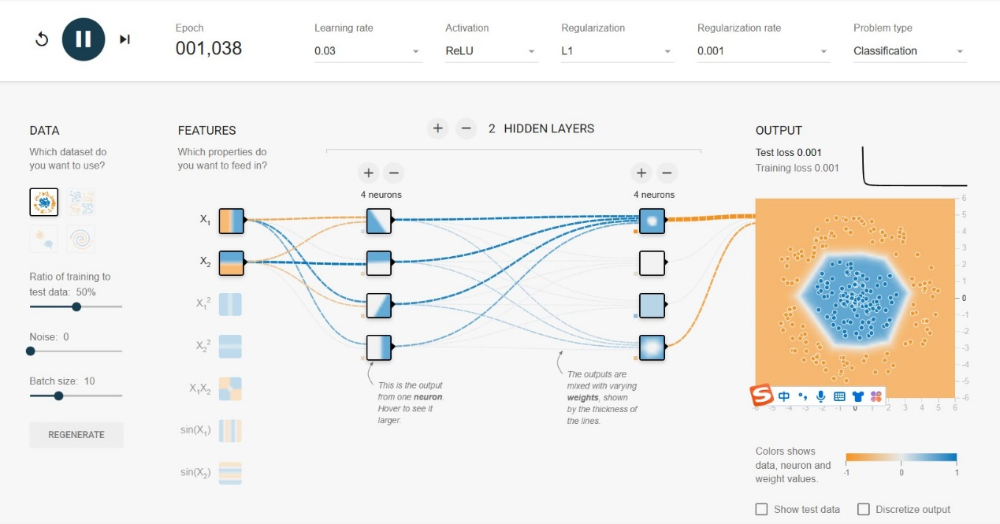 Epoch
001,038
Learning rate
0.03
Activation
ReLU
Regularization
L1
Regularization rate
0.001
Problem type
Classification
DATA
Which dataset do
you want to use?
Ratio of training to
test data: 50%
Noise: 0
Batch size: 10
REGENERATE
FEATURES
Which properties do
you want to feed in?
X₁
X₂
X₁²
X₂²
X₁X₂
sin(X₁)
sin(X₂)
+ − 2 HIDDEN LAYERS
+ −
4 neurons
+ −
4 neurons
This is the output
from one neuron.
Hover to see it
larger.
The outputs are
mixed with varying
weights, shown
by the thickness of
the lines.
OUTPUT
Test loss 0.001
Training loss 0.001
6
5
4
3
2
1
0
-1
-2
-3
-4
-5
-6
S 中
-6 -5 -4 -3 -2 -1 0 1 2 3 4 5 6
Colors shows
data, neuron and
weight values.
-1 0 1
Show test data
Discretize output